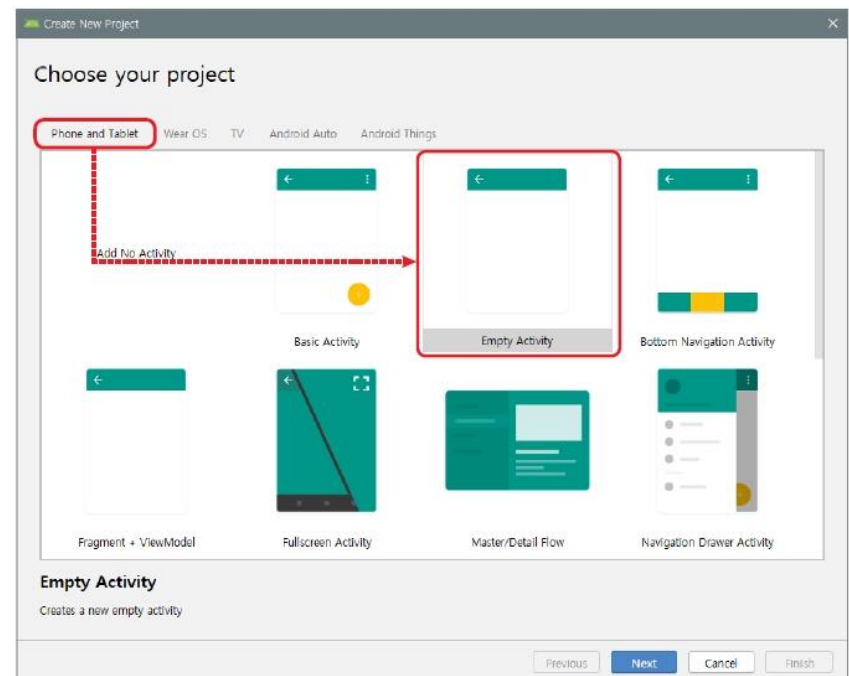 Create New Project
Choose your project
Phone and Tablet Wear OS TV Android Auto Android Things
Add No Activity
Basic Activity Empty Activity Bottom Navigation Activity
Fragment + ViewModel Fullscreen Activity Master/Detail Flow Navigation Drawer Activity
Empty Activity
Creates a new empty activity
Previous Next Cancel Finish